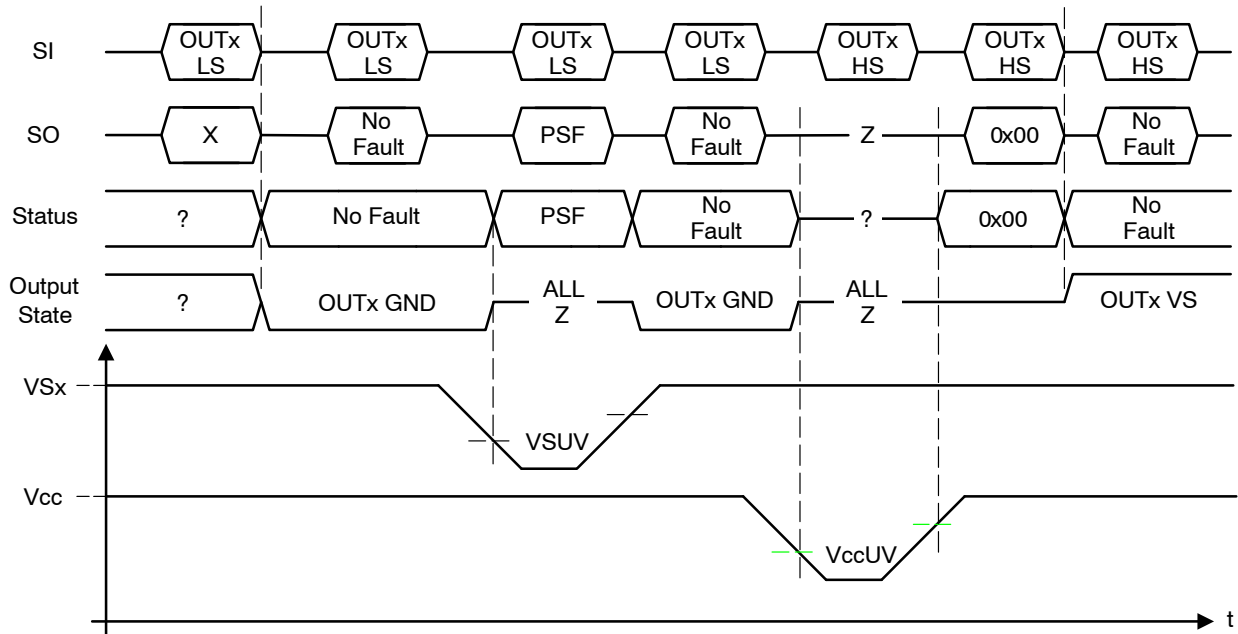 SI
OUTx
LS
OUTx
LS
OUTx
LS
OUTx
LS
OUTx
HS
OUTx
HS
OUTx
HS
SO
X
No
Fault
PSF
No
Fault
Z
0x00
No
Fault
Status
?
No Fault
PSF
No
Fault
?
0x00
No
Fault
Output
State
?
OUTx GND
ALL
Z
OUTx GND
ALL
Z
OUTx VS
VSx
VSUV
Vcc
VccUV
t